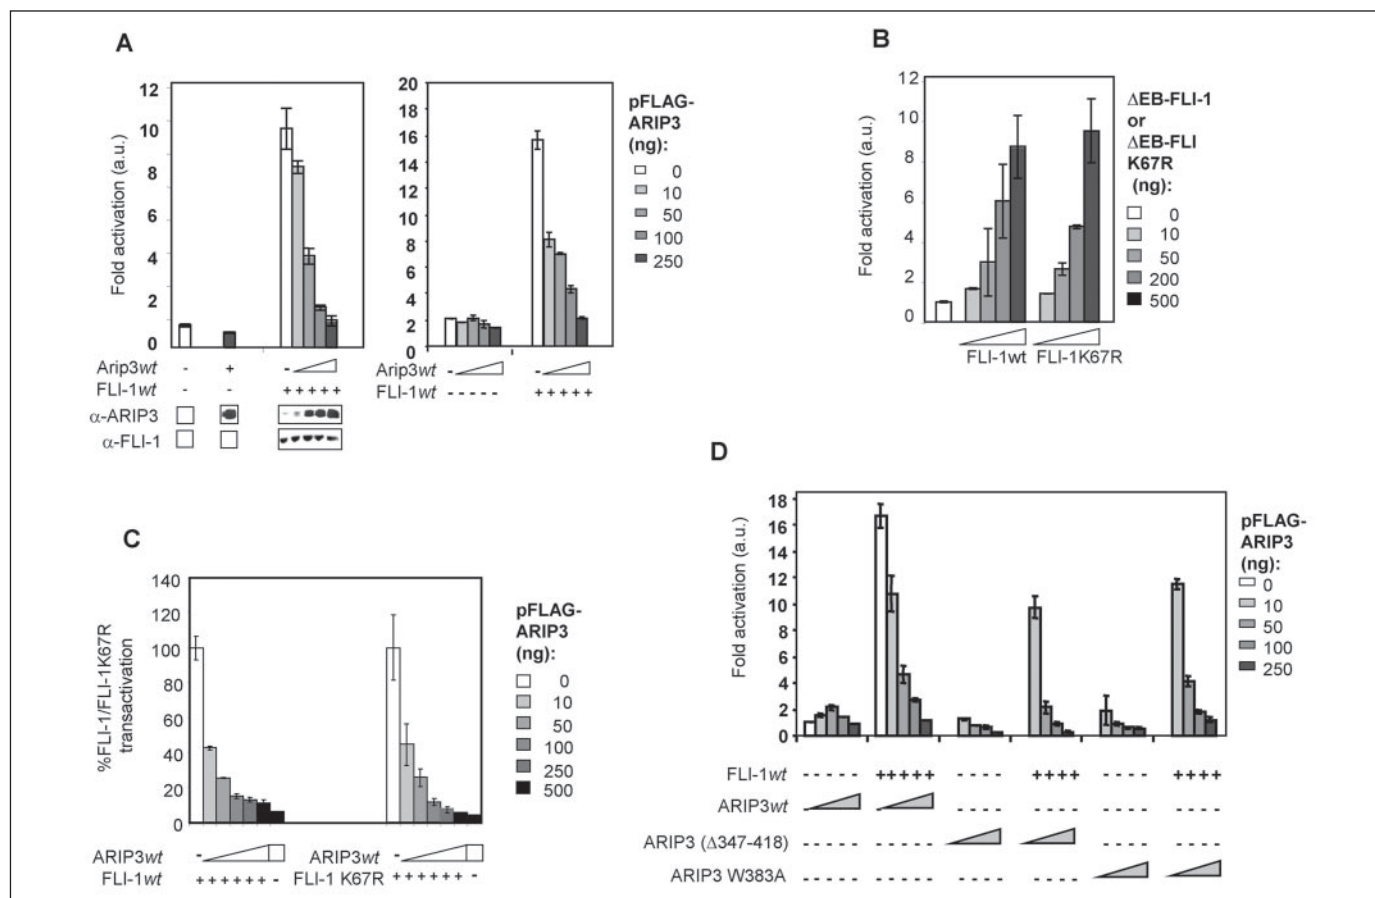 A
12
10
8
6
4
2
0
Fold activation (a.u.)
Arip3wt - + -
FLI-1wt - - + + + + +
α-ARIP3
α-FLI-1
20
18
16
14
12
10
8
6
4
2
0
Fold activation (a.u.)
Arip3wt - -
FLI-1wt - - - - - + + + + +
pFLAG-
ARIP3
(ng):
0
10
50
100
250
B
12
10
8
6
4
2
0
Fold activation (a.u.)
FLI-1wt FLI-1K67R
ΔEB-FLI-1
or
ΔEB-FLI
K67R
(ng):
0
10
50
200
500
C
140
120
100
80
60
40
20
0
%FLI-1/FLI-1K67R
transactivation
ARIP3wt - ARIP3wt -
FLI-1wt + + + + + + - FLI-1 K67R + + + + + + -
pFLAG-
ARIP3
(ng):
0
10
50
100
250
500
D
18
16
14
12
10
8
6
4
2
0
Fold activation (a.u.)
FLI-1wt - - - - - + + + + + - - - - + + + + - - - - + + + +
ARIP3wt - - - - - - - - - - - - - - - - -
ARIP3 (Δ347-418) - - - - - - - - - - - - - - - - - -
ARIP3 W383A - - - - - - - - - - - - - - - - - -
pFLAG-
ARIP3
(ng):
0
10
50
100
250